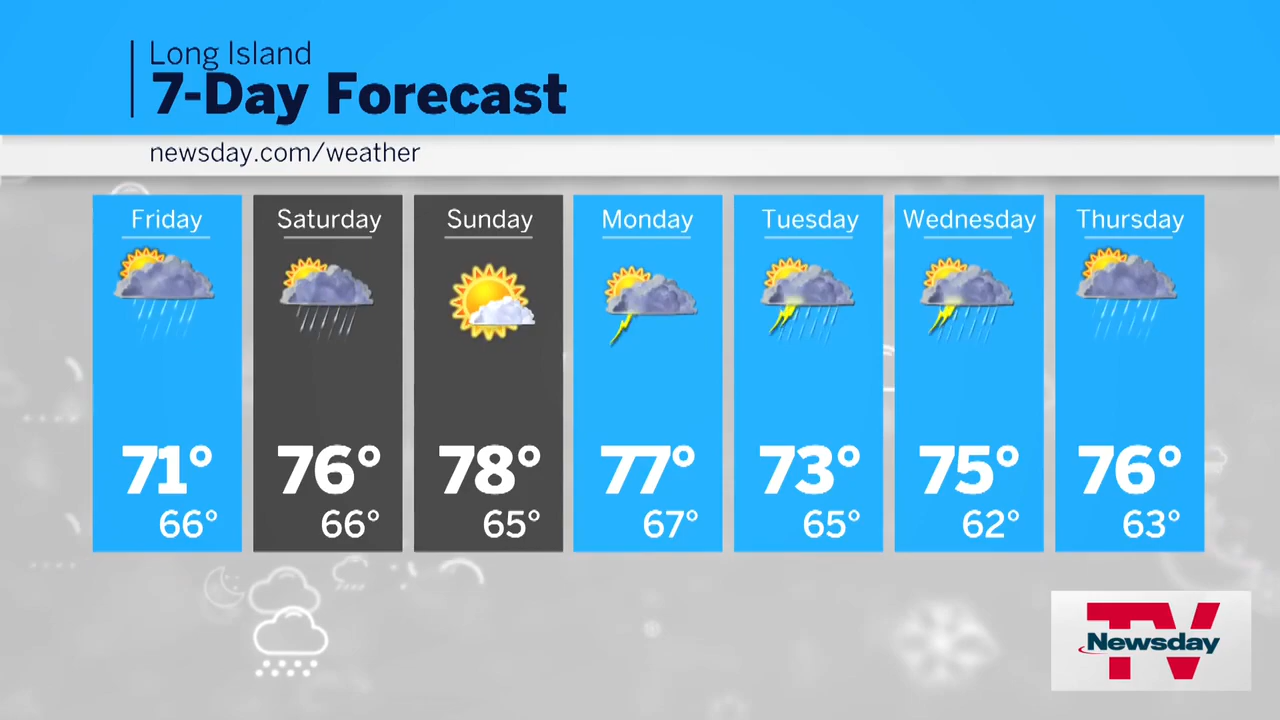 Long Island
7-Day Forecast
newsday.com/weather
Friday
71°
66°
Saturday
76°
66°
Sunday
78°
65°
Monday
77°
67°
Tuesday
73°
65°
Wednesday
75°
62°
Thursday
76°
63°
TV
Newsday